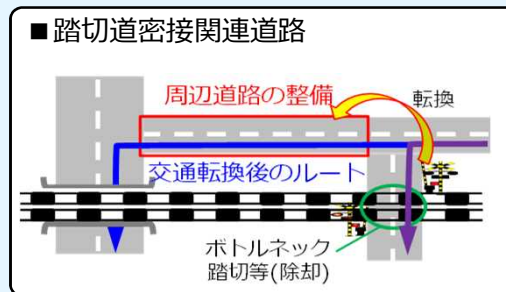 ■踏切道密接関連道路
周辺道路の整備
転換
交通転換後のルート
ボトルネック
踏切等(除却)